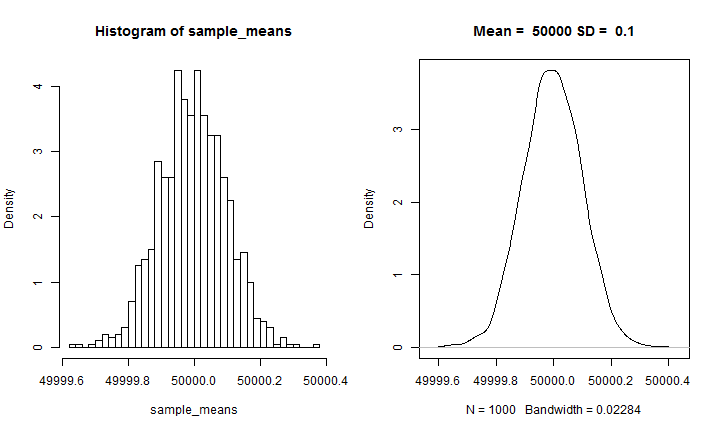 Histogram of sample_means
Density
4
3
2
1
0
49999.6 49999.8 50000.0 50000.2 50000.4
sample_means
Mean =  50000 SD =  0.1
Density
3
2
1
0
49999.6 49999.8 50000.0 50000.2 50000.4
N = 1000   Bandwidth = 0.02284